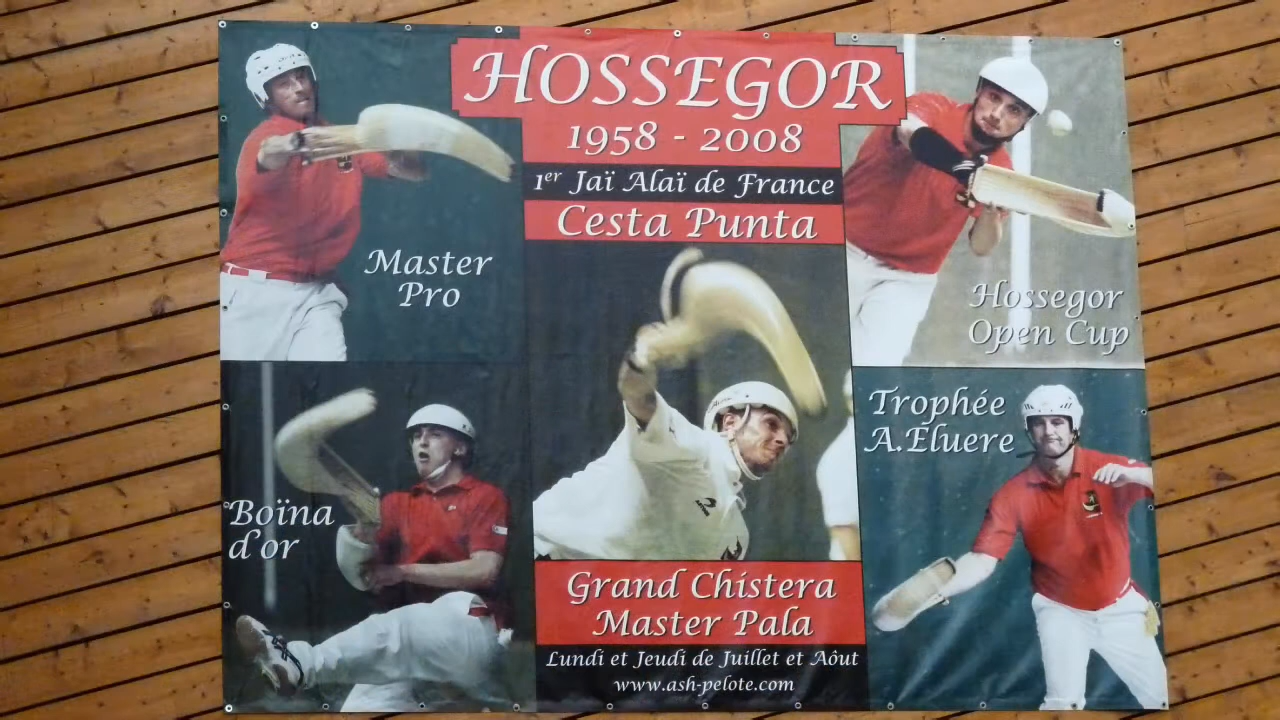 HOSSEGOR
1958 - 2008
1er Jaï Alaï de France
Cesta Punta
Master
Pro
Hossegor
Open Cup
Boïna
d'or
Trophée
A.Eluere
Grand Chistera
Master Pala
Lundi et Jeudi de Juillet et Aôut
www.ash-pelote.com